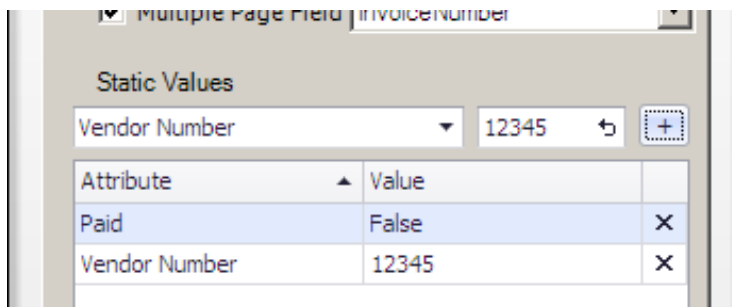 Multiple Page Field InvoiceNumber
Static Values
Vendor Number 12345 +
Attribute Value
Paid False
Vendor Number 12345